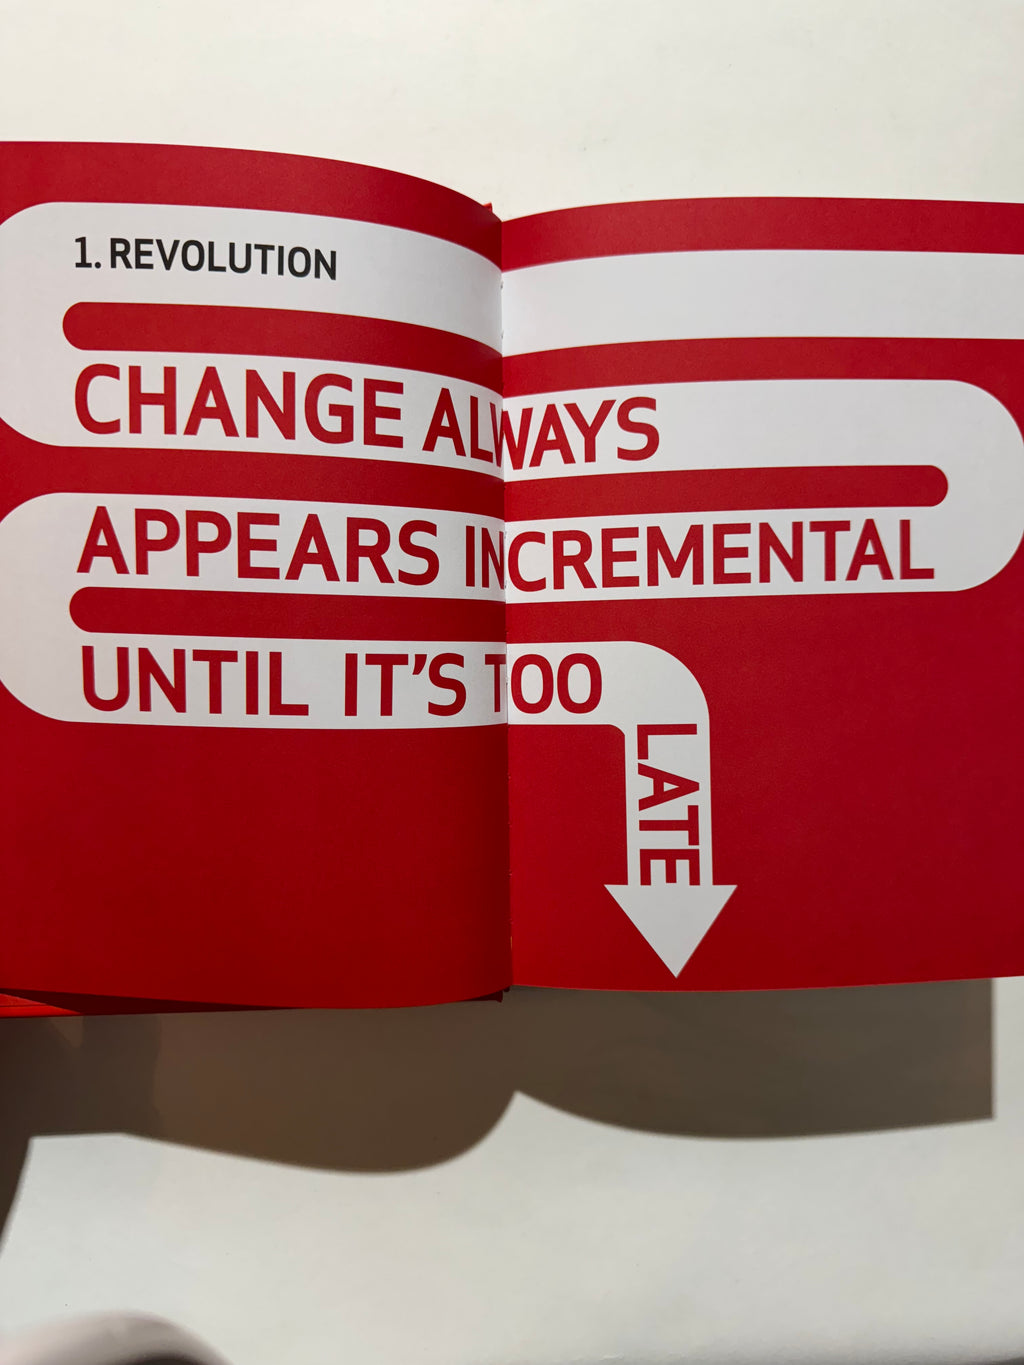 1. REVOLUTION
CHANGE ALWAYS
APPEARS INCREMENTAL
UNTIL IT’S TOO
LATE